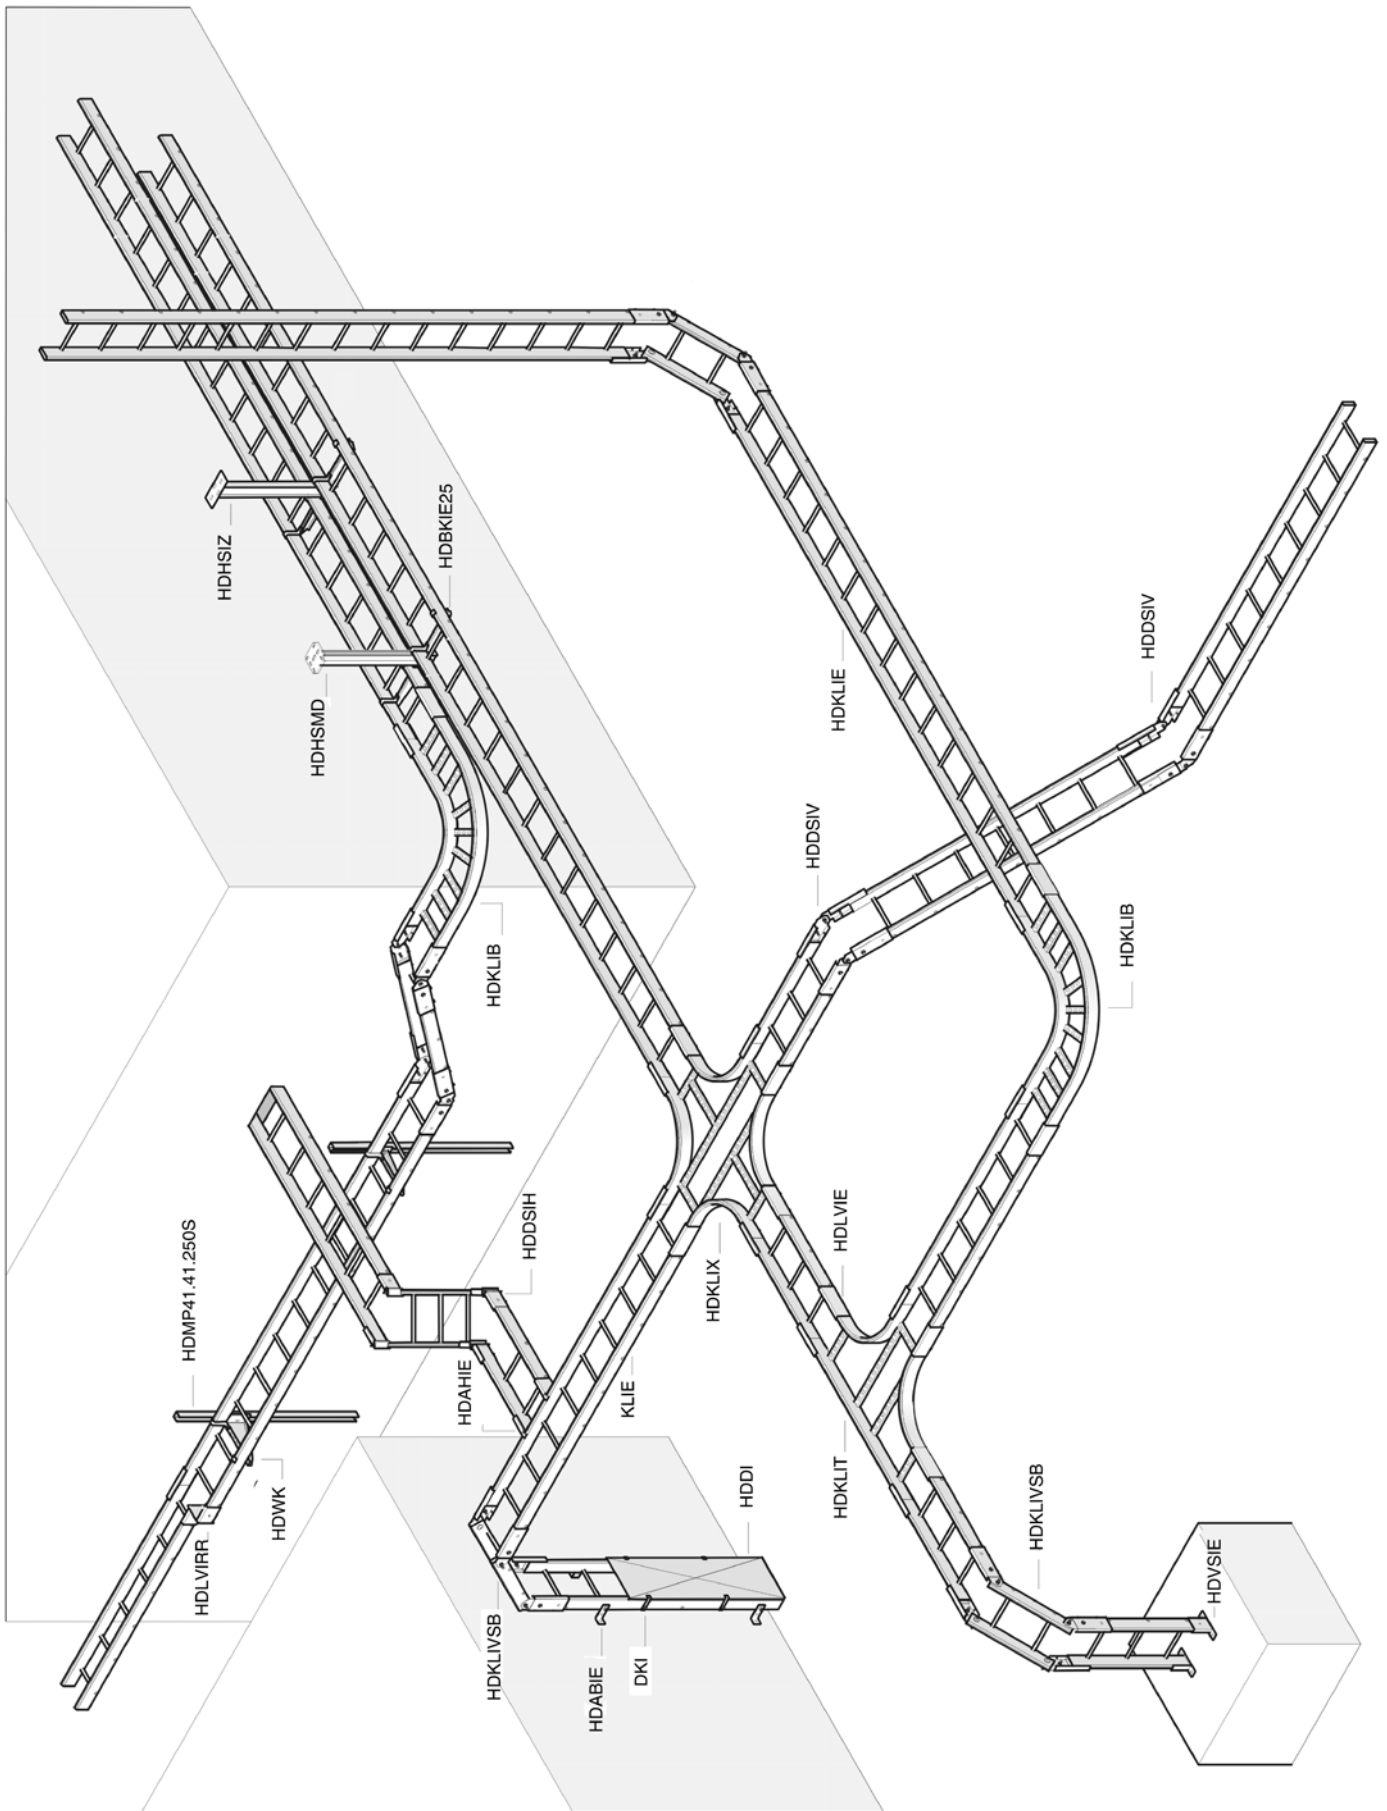 HDHSIZ
HDBKIE25
HDHSMD
HDKLIE
HDDSIV
HDDSIV
HDKLIB
HDKLIB
HDMP41.41.250S
HDDSIH
HDLVIE
HDKLIX
HDAHIE
KLIE
HDWK
HDKLIT
HDDI
HDKLIVSB
HDLVIRR
HDVSIE
HDKLIVSB
HDABIE
DKI